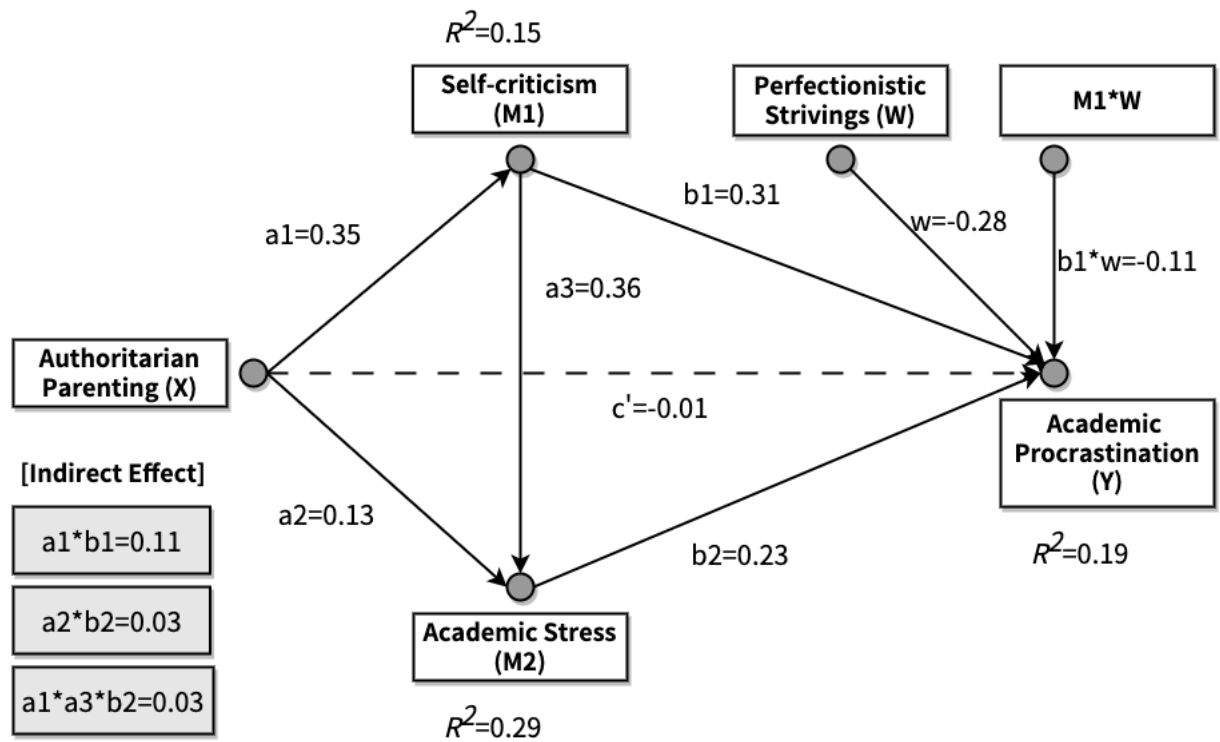 R²=0.15
Self-criticism
(M1)
Perfectionistic
Strivings (W)
M1*W
b1=0.31
w=-0.28
a1=0.35
b1*w=-0.11
a3=0.36
Authoritarian
Parenting (X)
c'=-0.01
Academic
Procrastination
(Y)
[Indirect Effect]
a2=0.13
a1*b1=0.11
b2=0.23
R²=0.19
a2*b2=0.03
Academic Stress
(M2)
a1*a3*b2=0.03
R²=0.29